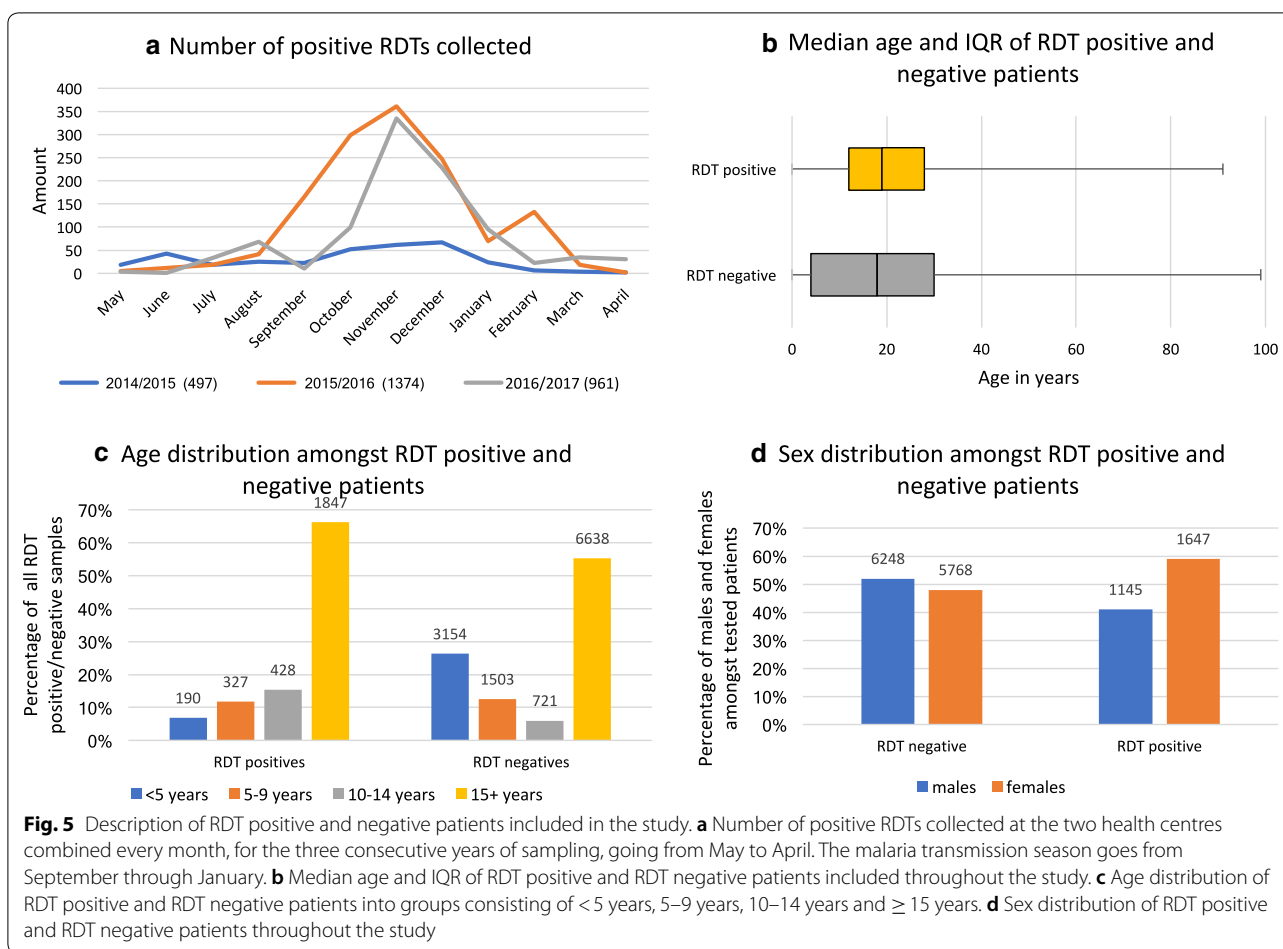 a Number of positive RDTs collected
Amount
400
350
300
250
200
150
100
50
0
May
June
July
August
September
October
November
December
January
February
March
April
2014/2015 (497)
2015/2016 (1374)
2016/2017 (961)
b Median age and IQR of RDT positive and
negative patients
RDT positive
RDT negative
0
20
40
60
80
100
Age in years
c Age distribution amongst RDT positive and
negative patients
Percentage of all RDT
positive/negative samples
70%
60%
50%
40%
30%
20%
10%
0%
190
327
428
1847
3154
1503
721
6638
RDT positives
RDT negatives
<5 years
5-9 years
10-14 years
15+ years
d Sex distribution amongst RDT positive and
negative patients
Percentage of males and females
amongst tested patients
70%
60%
50%
40%
30%
20%
10%
0%
6248
5768
1145
1647
RDT negative
RDT positive
males
females
Fig. 5 Description of RDT positive and negative patients included in the study. a Number of positive RDTs collected at the two health centres
combined every month, for the three consecutive years of sampling, going from May to April. The malaria transmission season goes from
September through January. b Median age and IQR of RDT positive and RDT negative patients included throughout the study. c Age distribution of
RDT positive and RDT negative patients into groups consisting of < 5 years, 5–9 years, 10–14 years and ≥ 15 years. d Sex distribution of RDT positive
and RDT negative patients throughout the study